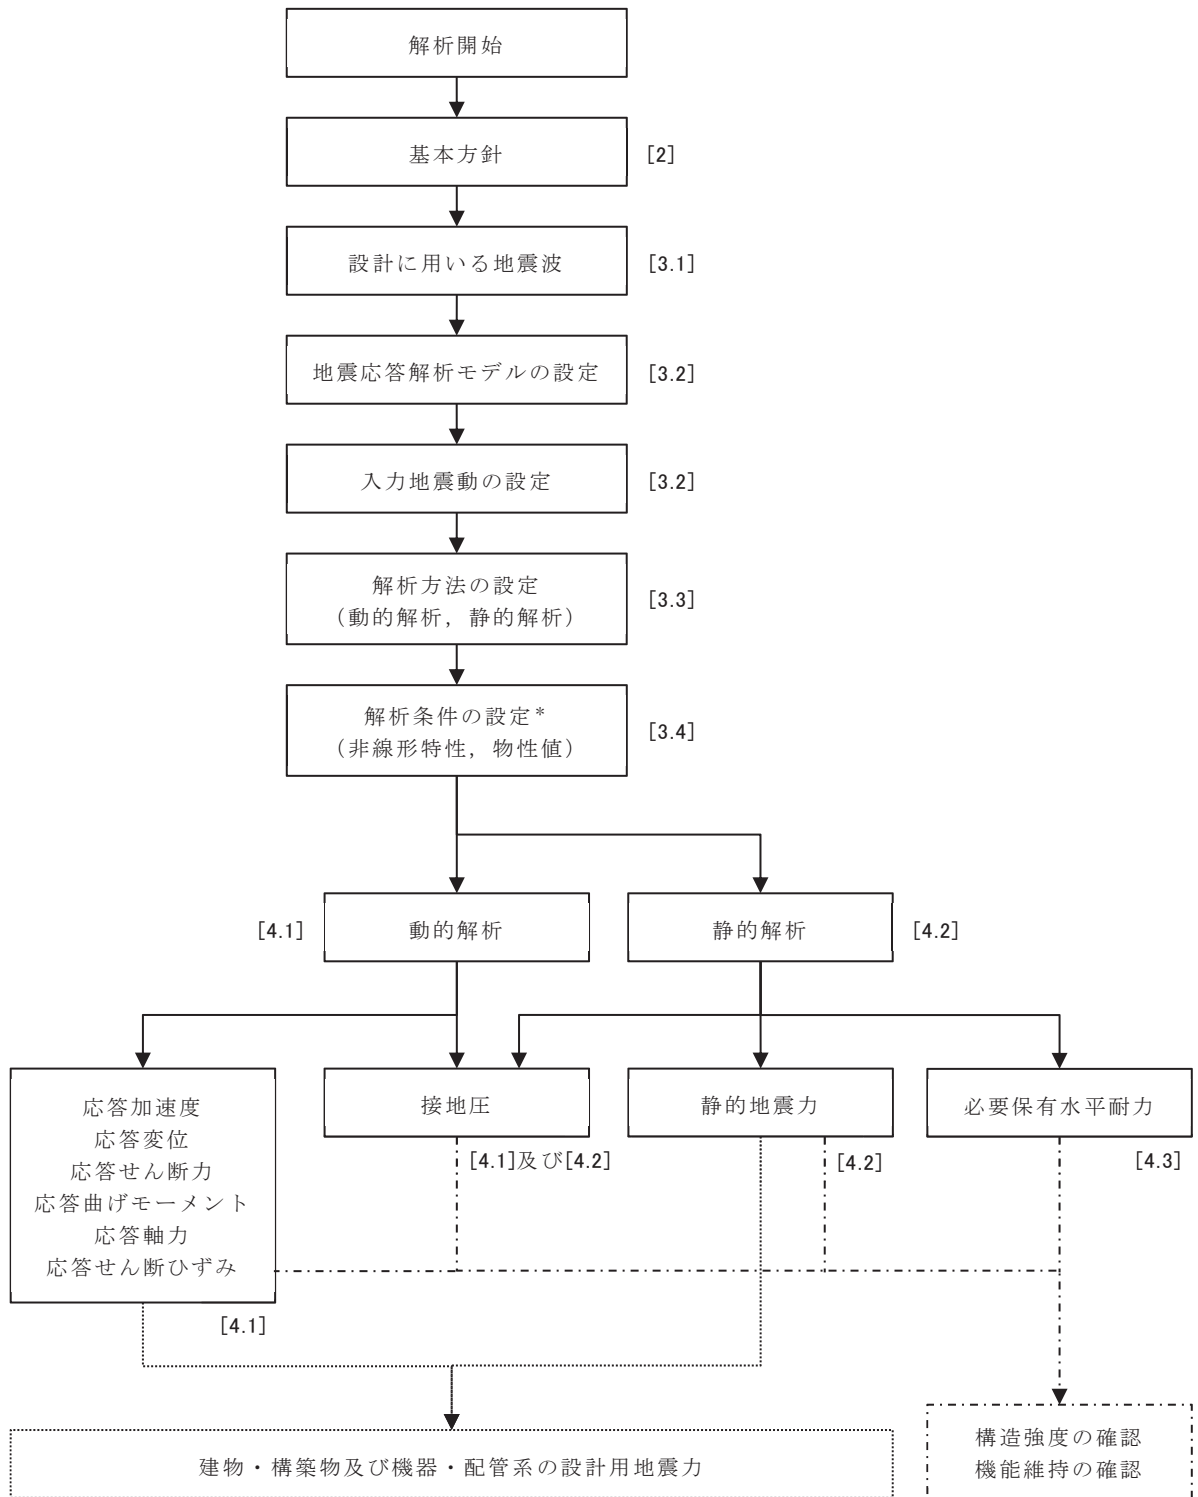 解析開始
基本方針
[2]
設計に用いる地震波
[3.1]
地震応答解析モデルの設定
[3.2]
入力地震動の設定
[3.2]
解析方法の設定
（動的解析，静的解析）
[3.3]
解析条件の設定*
（非線形特性，物性値）
[3.4]
[4.1]
動的解析
静的解析
[4.2]
応答加速度
応答変位
応答せん断力
応答曲げモーメント
応答軸力
応答せん断ひずみ
[4.1]
接地圧
[4.1]及び[4.2]
静的地震力
[4.2]
必要保有水平耐力
[4.3]
建物・構築物及び機器・配管系の設計用地震力
構造強度の確認
機能維持の確認